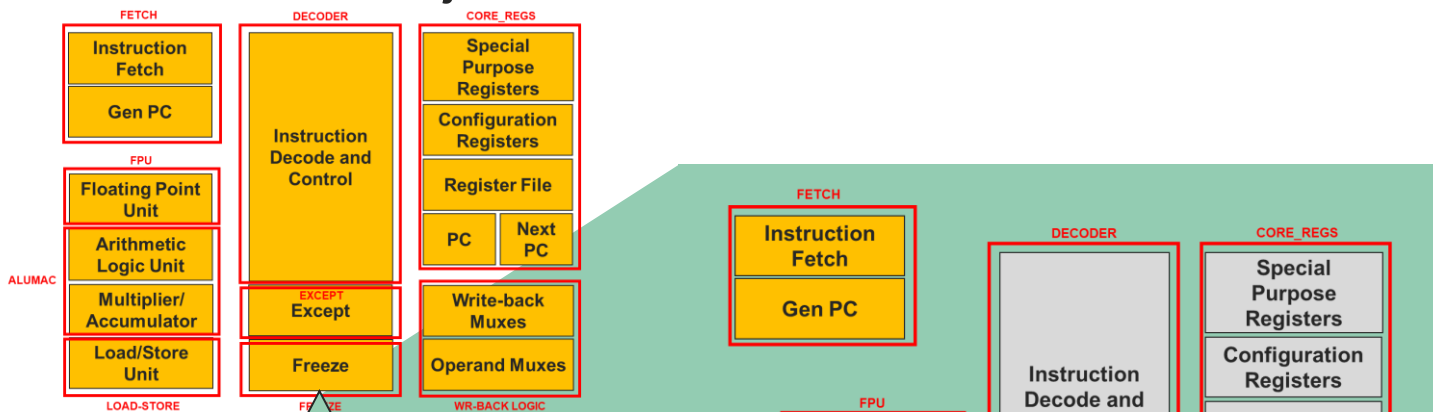 FETCH
Instruction
Fetch
Gen PC
FPU
Floating Point
Unit
ALUMAC
Arithmetic
Logic Unit
Multiplier/
Accumulator
Load/Store
Unit
LOAD-STORE
DECODER
Instruction
Decode and
Control
EXCEPT
Except
Freeze
FREEZE
CORE_REGS
Special
Purpose
Registers
Configuration
Registers
Register File
PC
Next
PC
Write-back
Muxes
Operand Muxes
WR-BACK LOGIC
FETCH
Instruction
Fetch
Gen PC
FPU
DECODER
Instruction
Decode and
CORE_REGS
Special
Purpose
Registers
Configuration
Registers